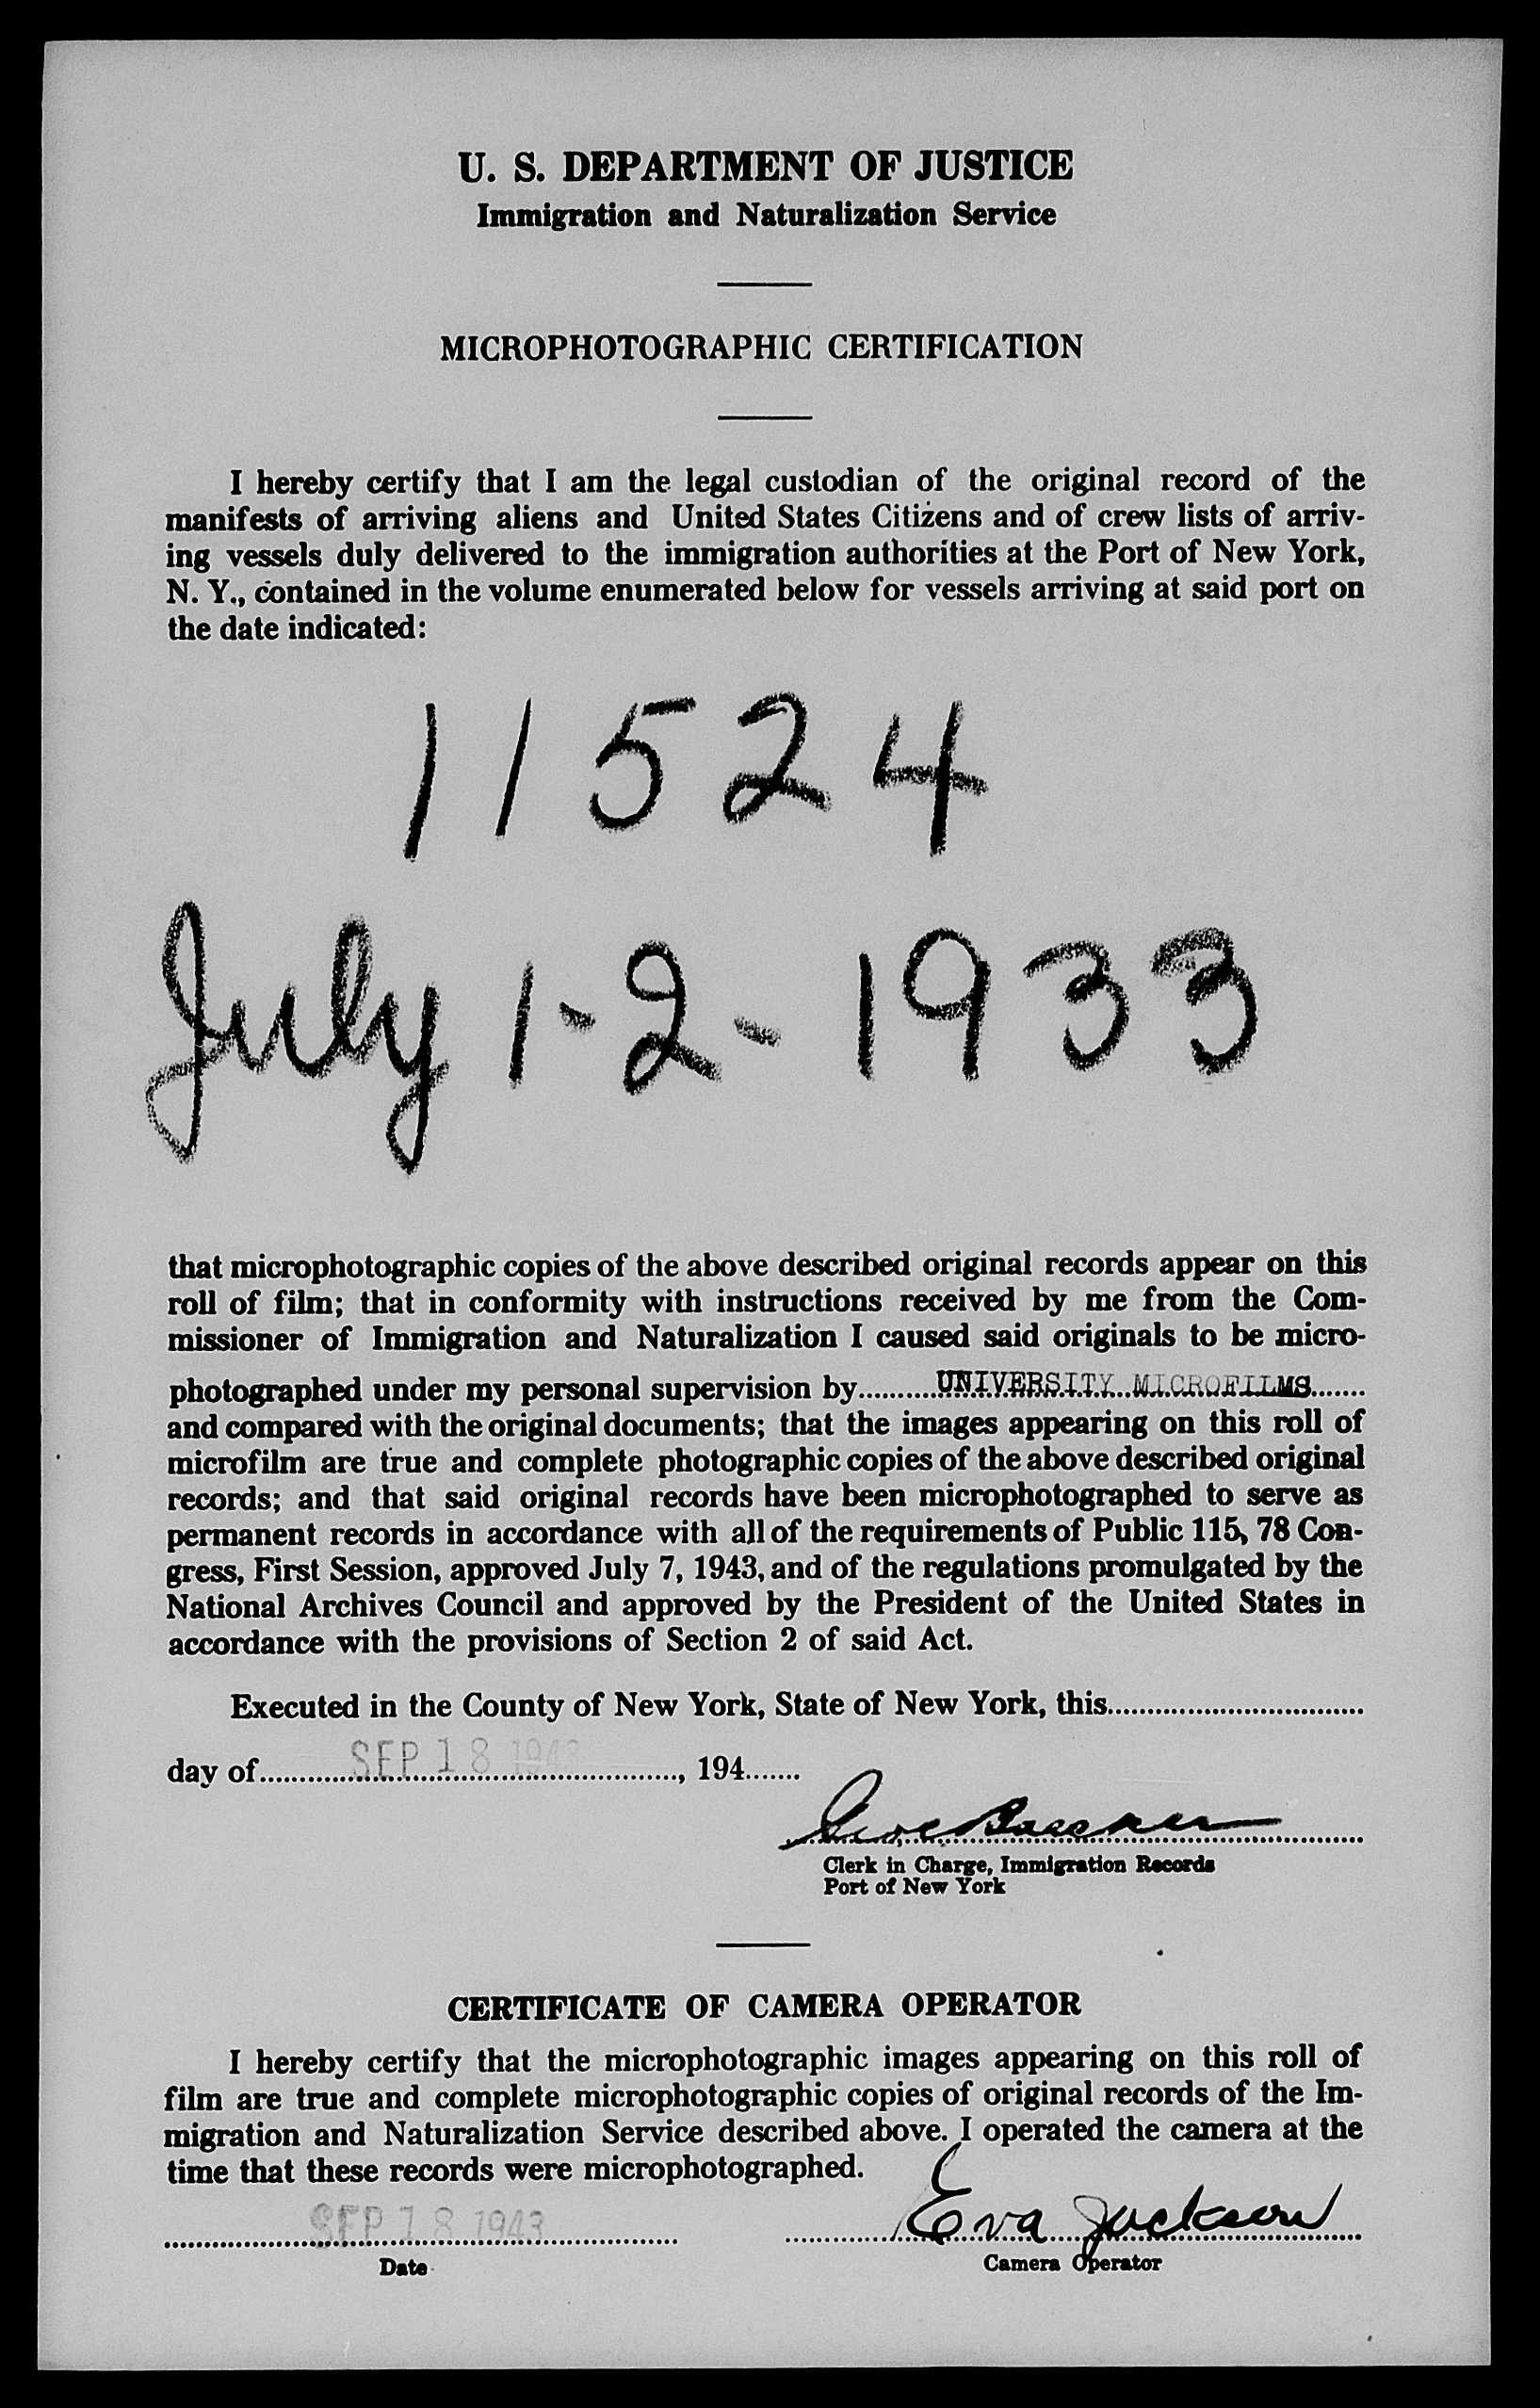 U. S. DEPARTMENT OF JUSTICE
Immigration and Naturalization Service
MICROPHOTOGRAPHIC CERTIFICATION
I hereby certify that I am the legal custodian of the original record of the
manifests of arriving aliens and United States Citizens and of crew lists of arriv-
ing vessels duly delivered to the immigration authorities at the Port of New York,
N. Y., contained in the volume enumerated below for vessels arriving at said port on
the date indicated:
11524
July 1-2-1933
that microphotographic copies of the above described original records appear on this
roll of film; that in conformity with instructions received by me from the Com-
missioner of Immigration and Naturalization I caused said originals to be micro-
photographed under my personal supervision by UNIVERSITY MICROFILMS
and compared with the original documents; that the images appearing on this roll of
microfilm are true and complete photographic copies of the above described original
records; and that said original records have been microphotographed to serve as
permanent records in accordance with all of the requirements of Public 115, 78 Con-
gress, First Session, approved July 7, 1943, and of the regulations promulgated by the
National Archives Council and approved by the President of the United States in
accordance with the provisions of Section 2 of said Act.
Executed in the County of New York, State of New York, this
day of SEP 18 1943, 194
Clerk in Charge, Immigration Records
Port of New York
CERTIFICATE OF CAMERA OPERATOR
I hereby certify that the microphotographic images appearing on this roll of
film are true and complete microphotographic copies of original records of the Im-
migration and Naturalization Service described above. I operated the camera at the
time that these records were microphotographed.
SEP 18 1943 Eva Jackson
Date Camera Operator